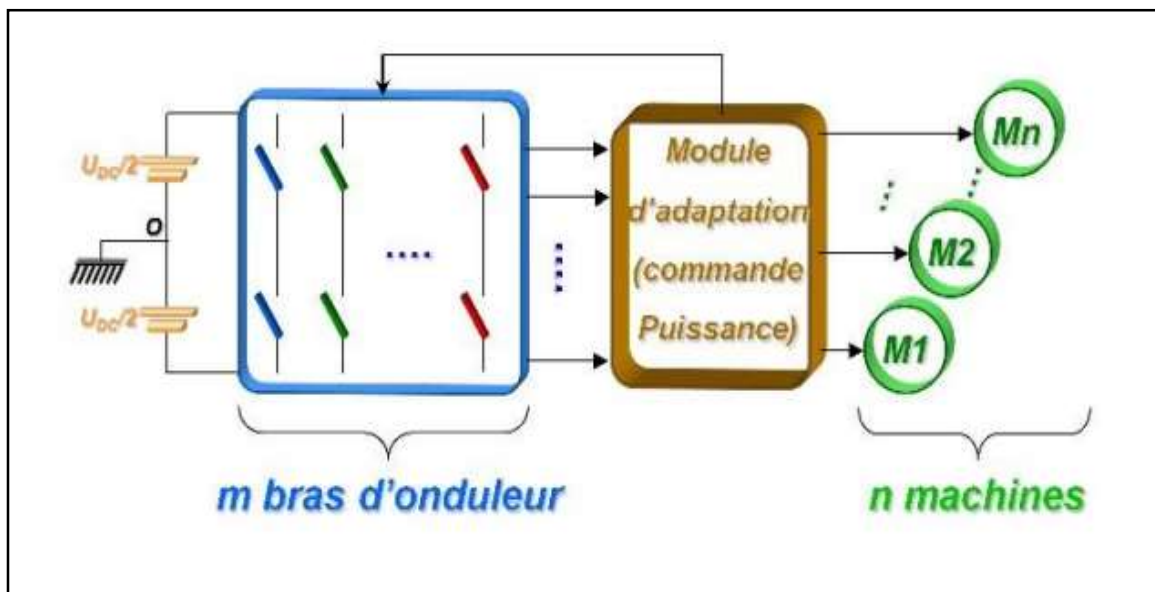 U_DC/2
O
U_DC/2
....
Module
d'adaptation
(commande
Puissance)
Mn
M2
M1
m bras d'onduleur
n machines